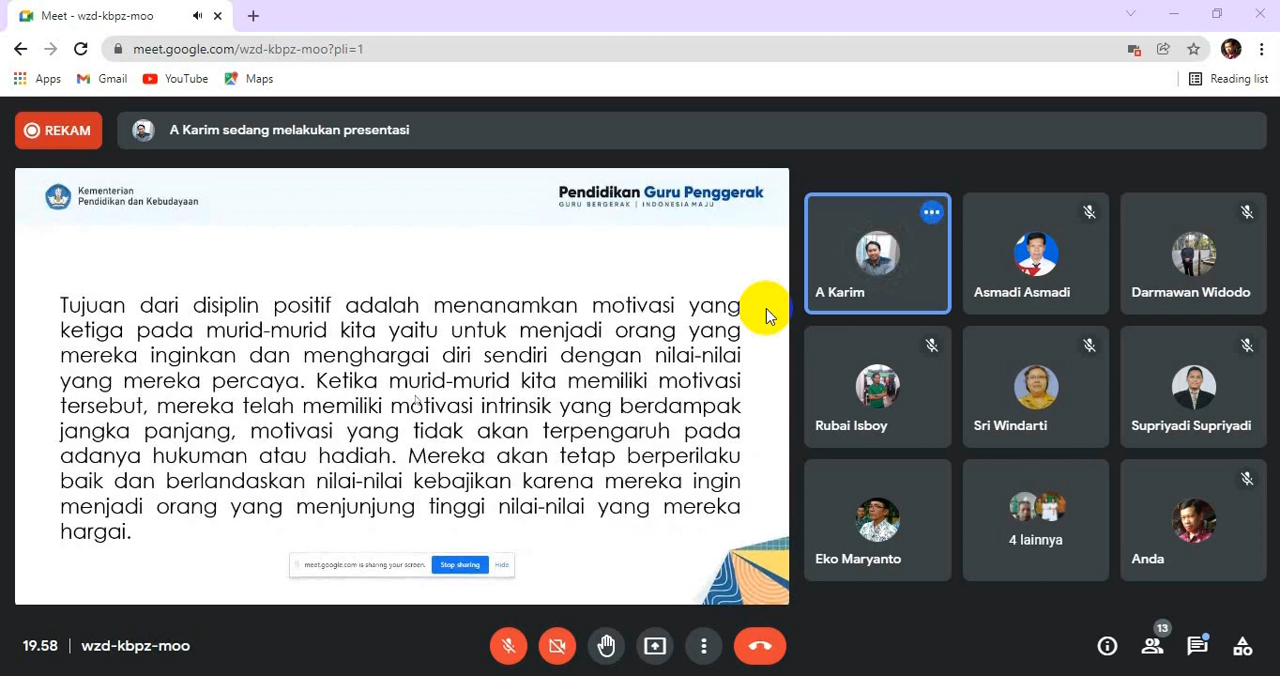 Meet - wzd-kbpz-moo
meet.google.com/wzd-kbpz-moo?pli=1
Apps Gmail YouTube Maps Reading list
REKAM
A Karim sedang melakukan presentasi
Kementerian
Pendidikan dan Kebudayaan
Pendidikan Guru Penggerak
GURU BERGERAK | INDONESIA MAJU
Tujuan dari disiplin positif adalah menanamkan motivasi yang
ketiga pada murid-murid kita yaitu untuk menjadi orang yang
mereka inginkan dan menghargai diri sendiri dengan nilai-nilai
yang mereka percaya. Ketika murid-murid kita memiliki motivasi
tersebut, mereka telah memiliki motivasi intrinsik yang berdampak
jangka panjang, motivasi yang tidak akan terpengaruh pada
adanya hukuman atau hadiah. Mereka akan tetap berperilaku
baik dan berlandaskan nilai-nilai kebajikan karena mereka ingin
menjadi orang yang menjunjung tinggi nilai-nilai yang mereka
hargai.
meet.google.com is sharing your screen. Stop sharing Hide
A Karim
Asmadi Asmadi
Darmawan Widodo
Rubai Isboy
Sri Windarti
Supriyadi Supriyadi
Eko Maryanto
4 lainnya
Anda
19.58 | wzd-kbpz-moo
13